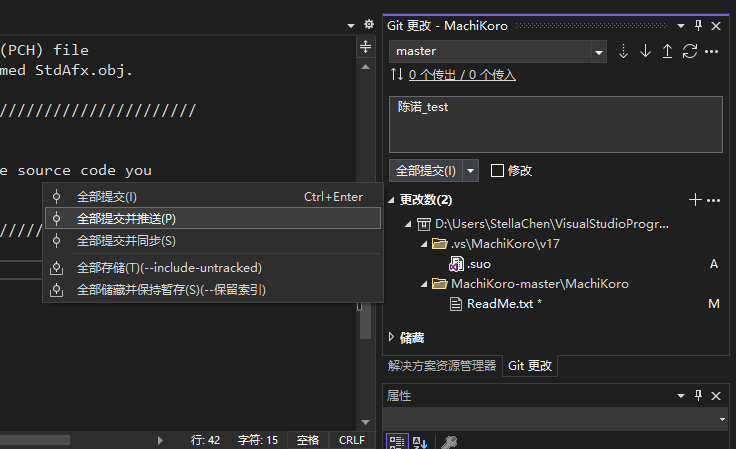 (PCH) file
med StdAfx.obj.
//////////////////////
e source code you
/////
全部提交(I) Ctrl+Enter
全部提交并推送(P)
全部提交并同步(S)
全部存储(T)(--include-untracked)
全部储藏并保持暂存(S)(--保留索引)
行: 42 字符: 15 空格 CRLF
Git 更改 - MachiKoro
master
0 个传出 / 0 个传入
陈渃_test
全部提交(I) 修改
更改数(2)
D:\Users\StellaChen\VisualStudioProgr...
.vs\MachiKoro\v17
.suo A
MachiKoro-master\MachiKoro
ReadMe.txt * M
储藏
解决方案资源管理器 Git 更改
属性